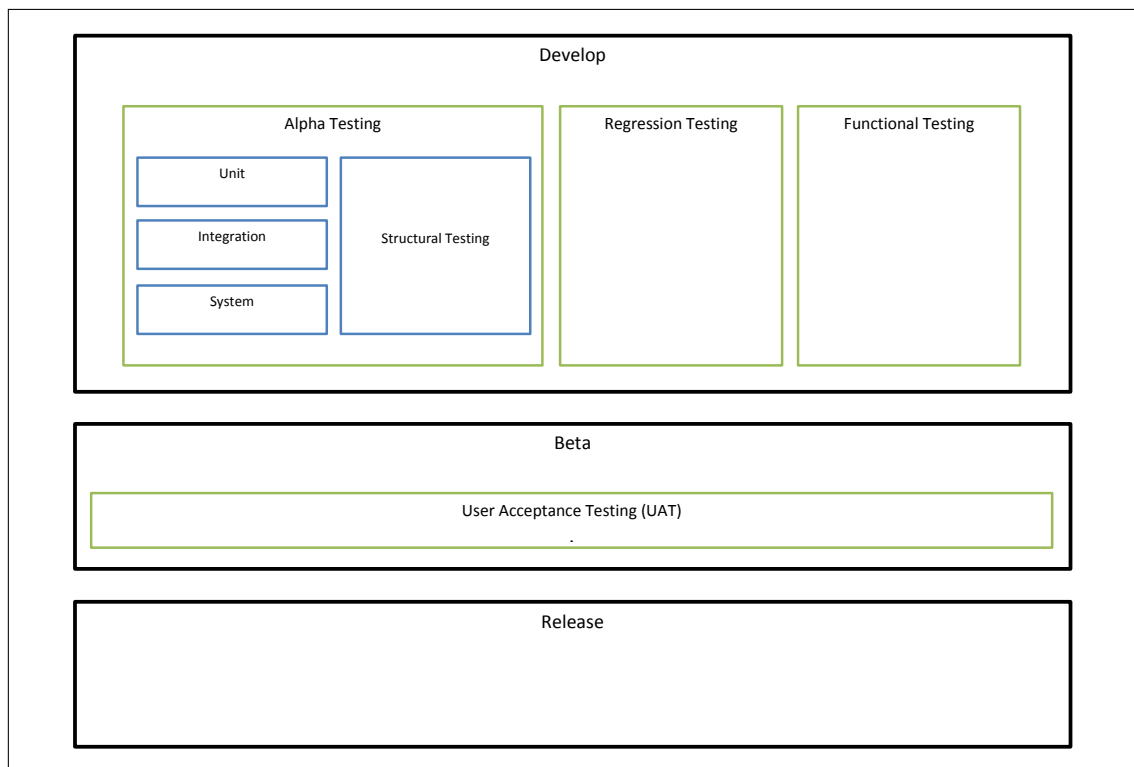 Develop
Alpha Testing
Regression Testing
Functional Testing
Unit
Integration
System
Structural Testing
Beta
User Acceptance Testing (UAT)
.
Release